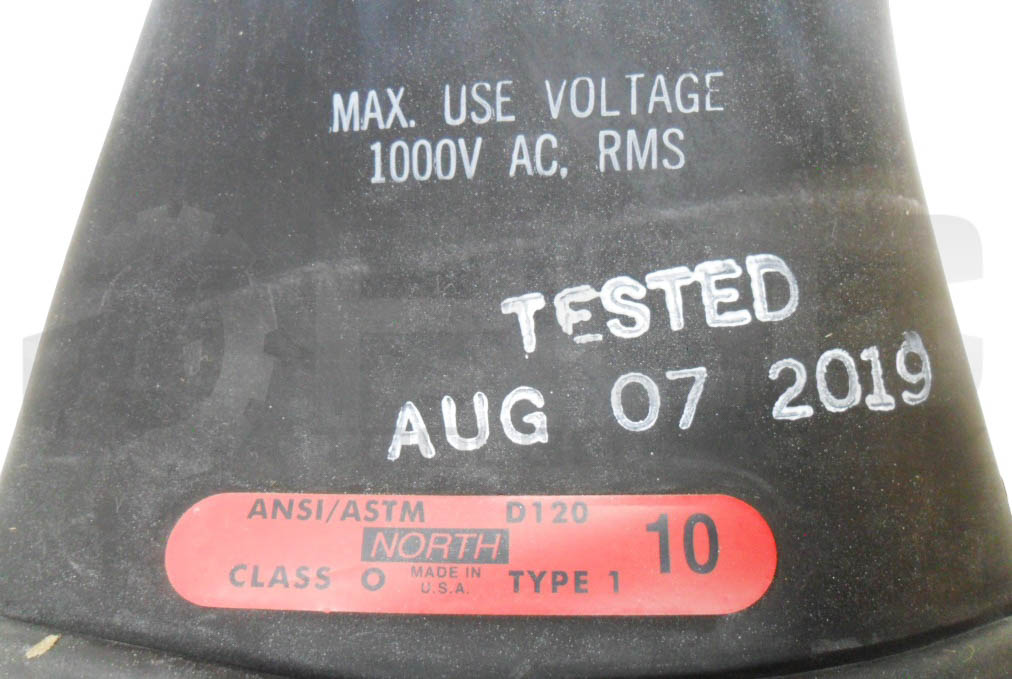 MAX. USE VOLTAGE
1000V AC, RMS
TESTED
AUG 07 2019
ANSI/ASTM D120
NORTH 10
CLASS O MADE IN U.S.A. TYPE 1